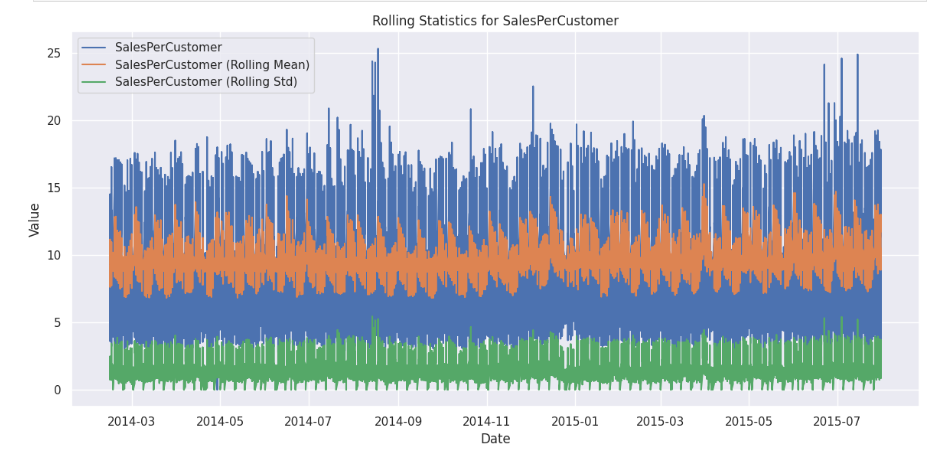 Rolling Statistics for SalesPerCustomer
SalesPerCustomer
SalesPerCustomer (Rolling Mean)
SalesPerCustomer (Rolling Std)
25
20
15
10
5
0
Value
2014-03 2014-05 2014-07 2014-09 2014-11 2015-01 2015-03 2015-05 2015-07
Date